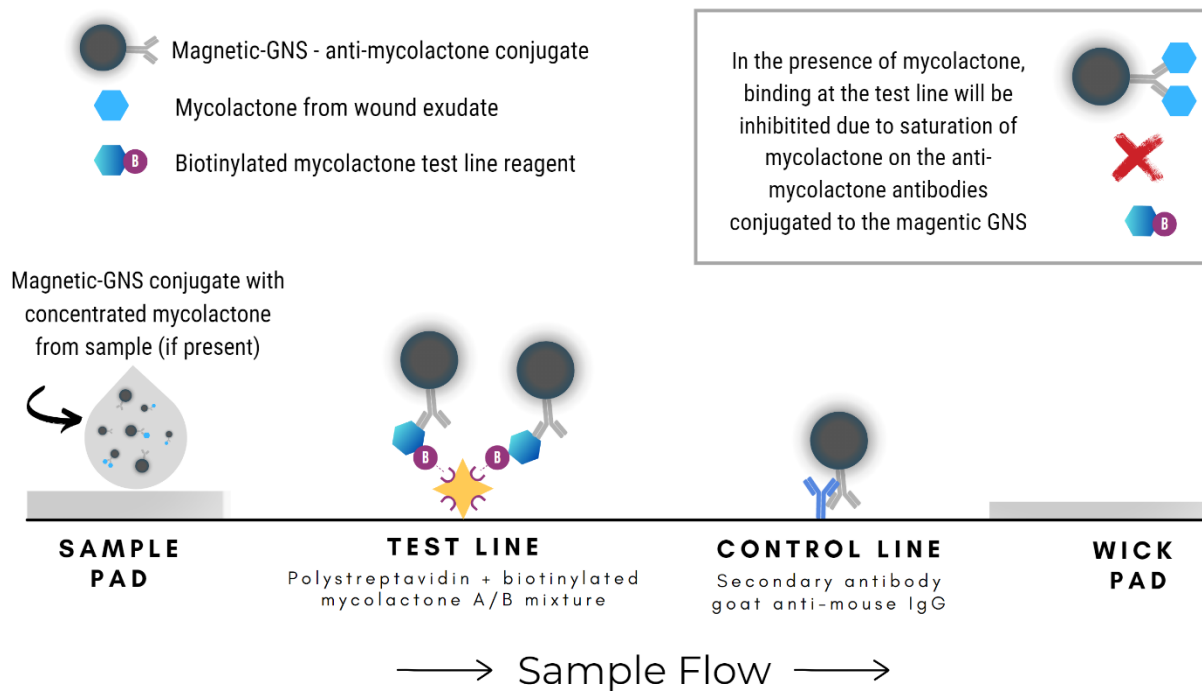 Magnetic-GNS - anti-mycolactone conjugate
Mycolactone from wound exudate
B
Biotinylated mycolactone test line reagent
In the presence of mycolactone,
binding at the test line will be
inhibitited due to saturation of
mycolactone on the anti-
mycolactone antibodies
conjugated to the magentic GNS
B
Magnetic-GNS conjugate with
concentrated mycolactone
from sample (if present)
B
B
SAMPLE
PAD
TEST LINE
Polystreptavidin + biotinylated
mycolactone A/B mixture
CONTROL LINE
Secondary antibody
goat anti-mouse IgG
WICK
PAD
Sample Flow